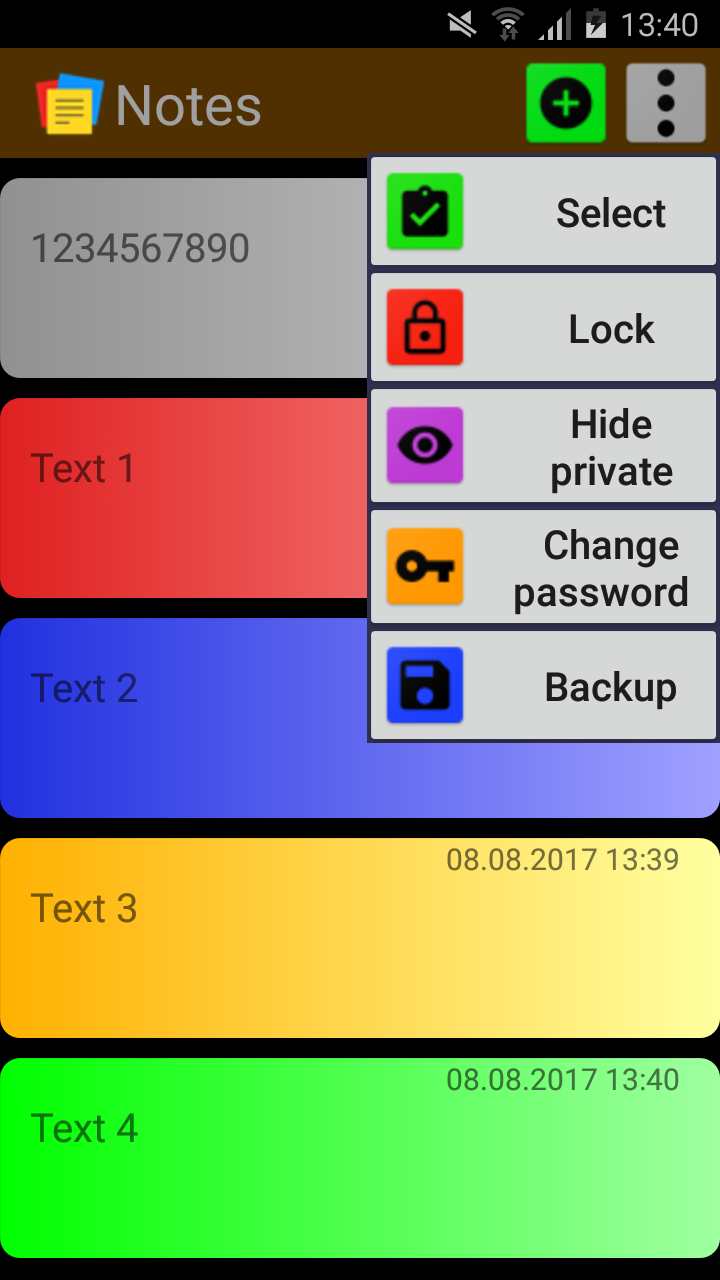 13:40
Notes
Select
1234567890
Lock
Hide
private
Text 1
Change
password
Text 2
Backup
08.08.2017 13:39
Text 3
08.08.2017 13:40
Text 4